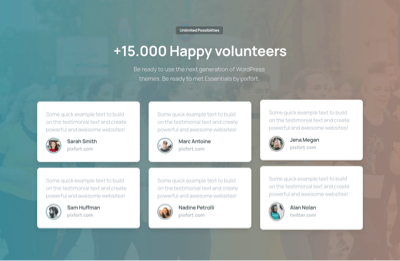 Unlimited Possibilities
+15.000 Happy volunteers
Be ready to use the next generation of WordPress
themes. Be ready to met Essentials by pixfort.
Some quick example text to build
on the testimonial text and create
powerful and awesome websites!
Sarah Smith
pixfort.com
Some quick example text to build
on the testimonial text and create
powerful and awesome websites!
Marc Antoine
pixfort.com
Some quick example text to build
on the testimonial text and create
powerful and awesome websites!
Jena Megan
pixfort.com
Some quick example text to build
on the testimonial text and create
powerful and awesome websites!
Sam Huffman
pixfort.com
Some quick example text to build
on the testimonial text and create
powerful and awesome websites!
Nadine Petrolli
pixfort.com
Some quick example text to build
on the testimonial text and create
powerful and awesome websites!
Alan Nolan
twitter.com